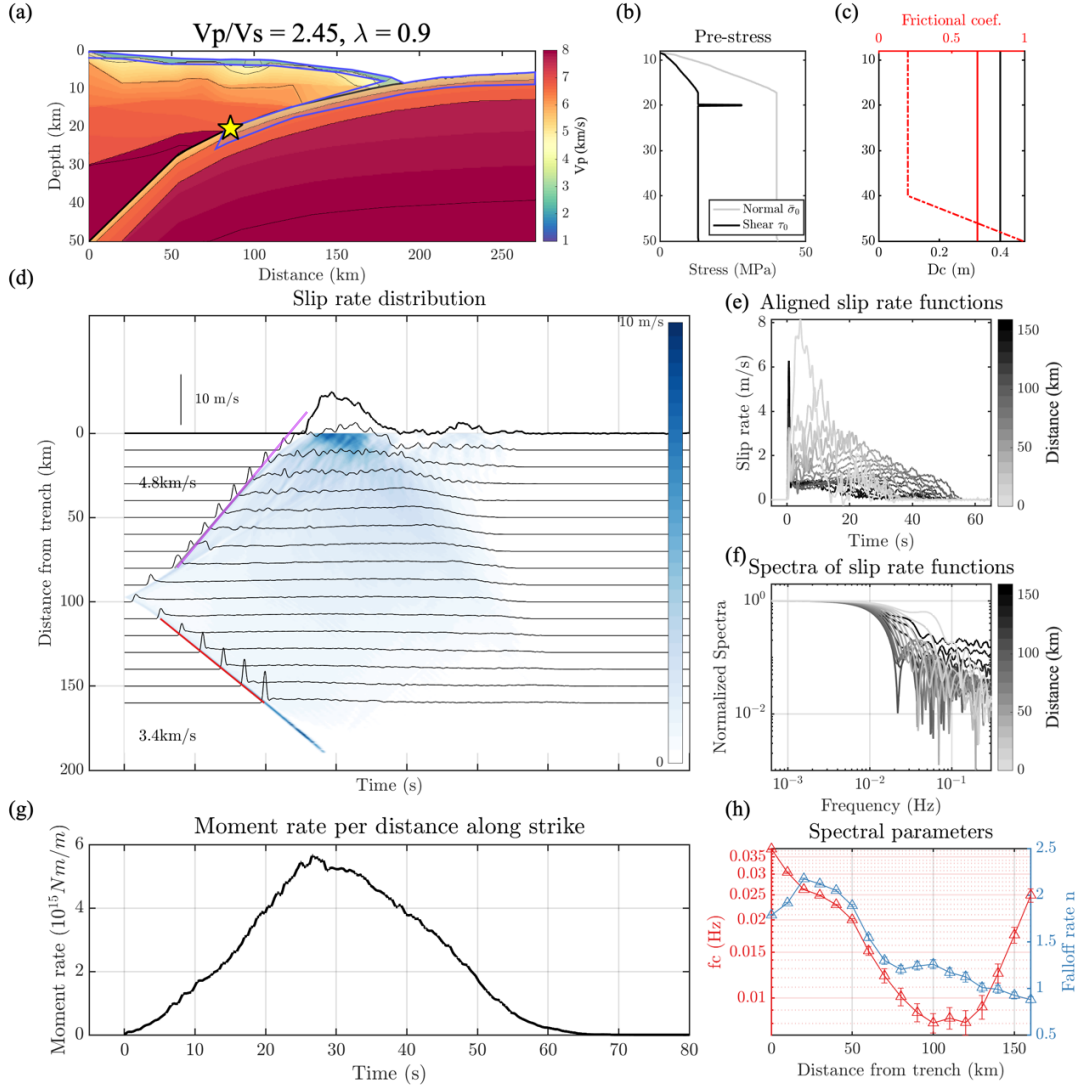 (a)
Vp/Vs = 2.45, λ = 0.9
0
10
20
30
40
50
Depth (km)
0
50
100
150
200
250
Distance (km)
8
7
6
5
4
3
2
1
Vp (km/s)
(b)
Pre-stress
10
20
30
40
50
Normal σ̄₀
Shear τ₀
0
50
Stress (MPa)
(c)
Frictional coef.
0
0.5
1
10
20
30
40
50
0
0.2
0.4
Dc (m)
(d)
Slip rate distribution
10 m/s
10 m/s
0
4.8km/s
50
100
150
3.4km/s
200
0
Distance from trench (km)
Time (s)
(e)
Aligned slip rate functions
8
6
4
2
0
Slip rate (m/s)
0
20
40
60
Time (s)
150
100
50
0
Distance (km)
(f)
Spectra of slip rate functions
10⁰
10⁻²
Normalized Spectra
10⁻³
10⁻²
10⁻¹
Frequency (Hz)
150
100
50
0
Distance (km)
(g)
Moment rate per distance along strike
6
4
2
0
Moment rate (10¹⁵Nm/m)
0
10
20
30
40
50
60
70
80
Time (s)
(h)
Spectral parameters
0.035
0.03
0.025
0.02
0.015
0.01
fc (Hz)
2.5
2
1.5
1
0.5
Falloff rate n
0
50
100
150
Distance from trench (km)